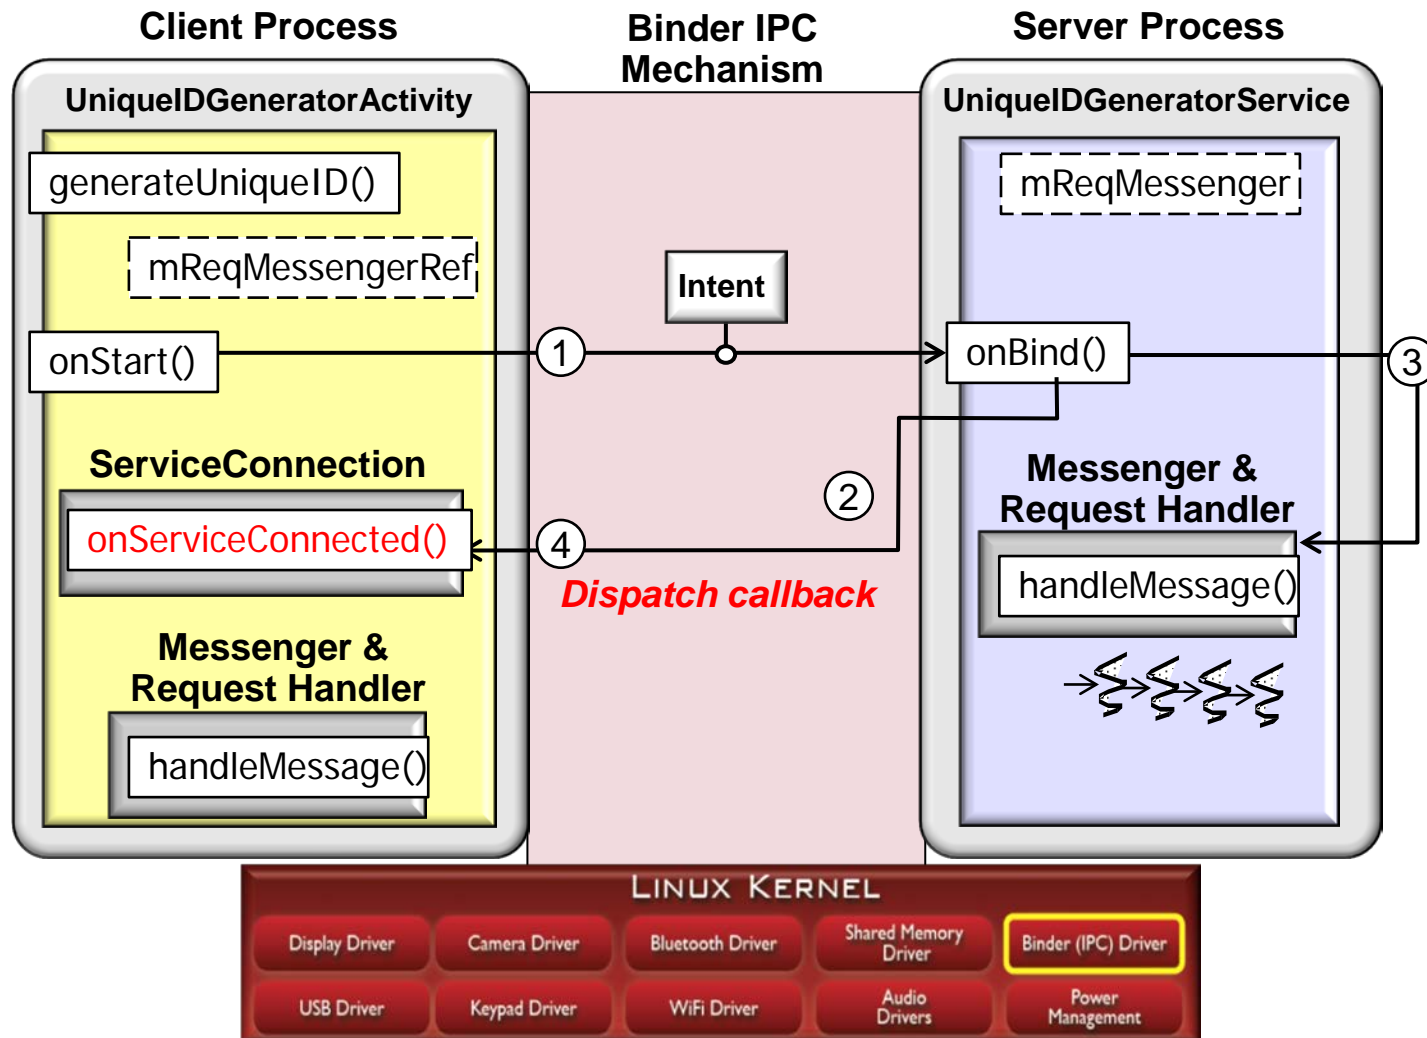 Client Process
Binder IPC
Mechanism
Server Process
UniqueIDGeneratorActivity
UniqueIDGeneratorService
generateUniqueID()
mReqMessenger
mReqMessengerRef
Intent
onStart()
1
onBind()
3
ServiceConnection
Messenger &
Request Handler
2
onServiceConnected()
4
Dispatch callback
handleMessage()
Messenger &
Request Handler
handleMessage()
LINUX KERNEL
Display Driver
Camera Driver
Bluetooth Driver
Shared Memory
Driver
Binder (IPC) Driver
USB Driver
Keypad Driver
WiFi Driver
Audio
Drivers
Power
Management